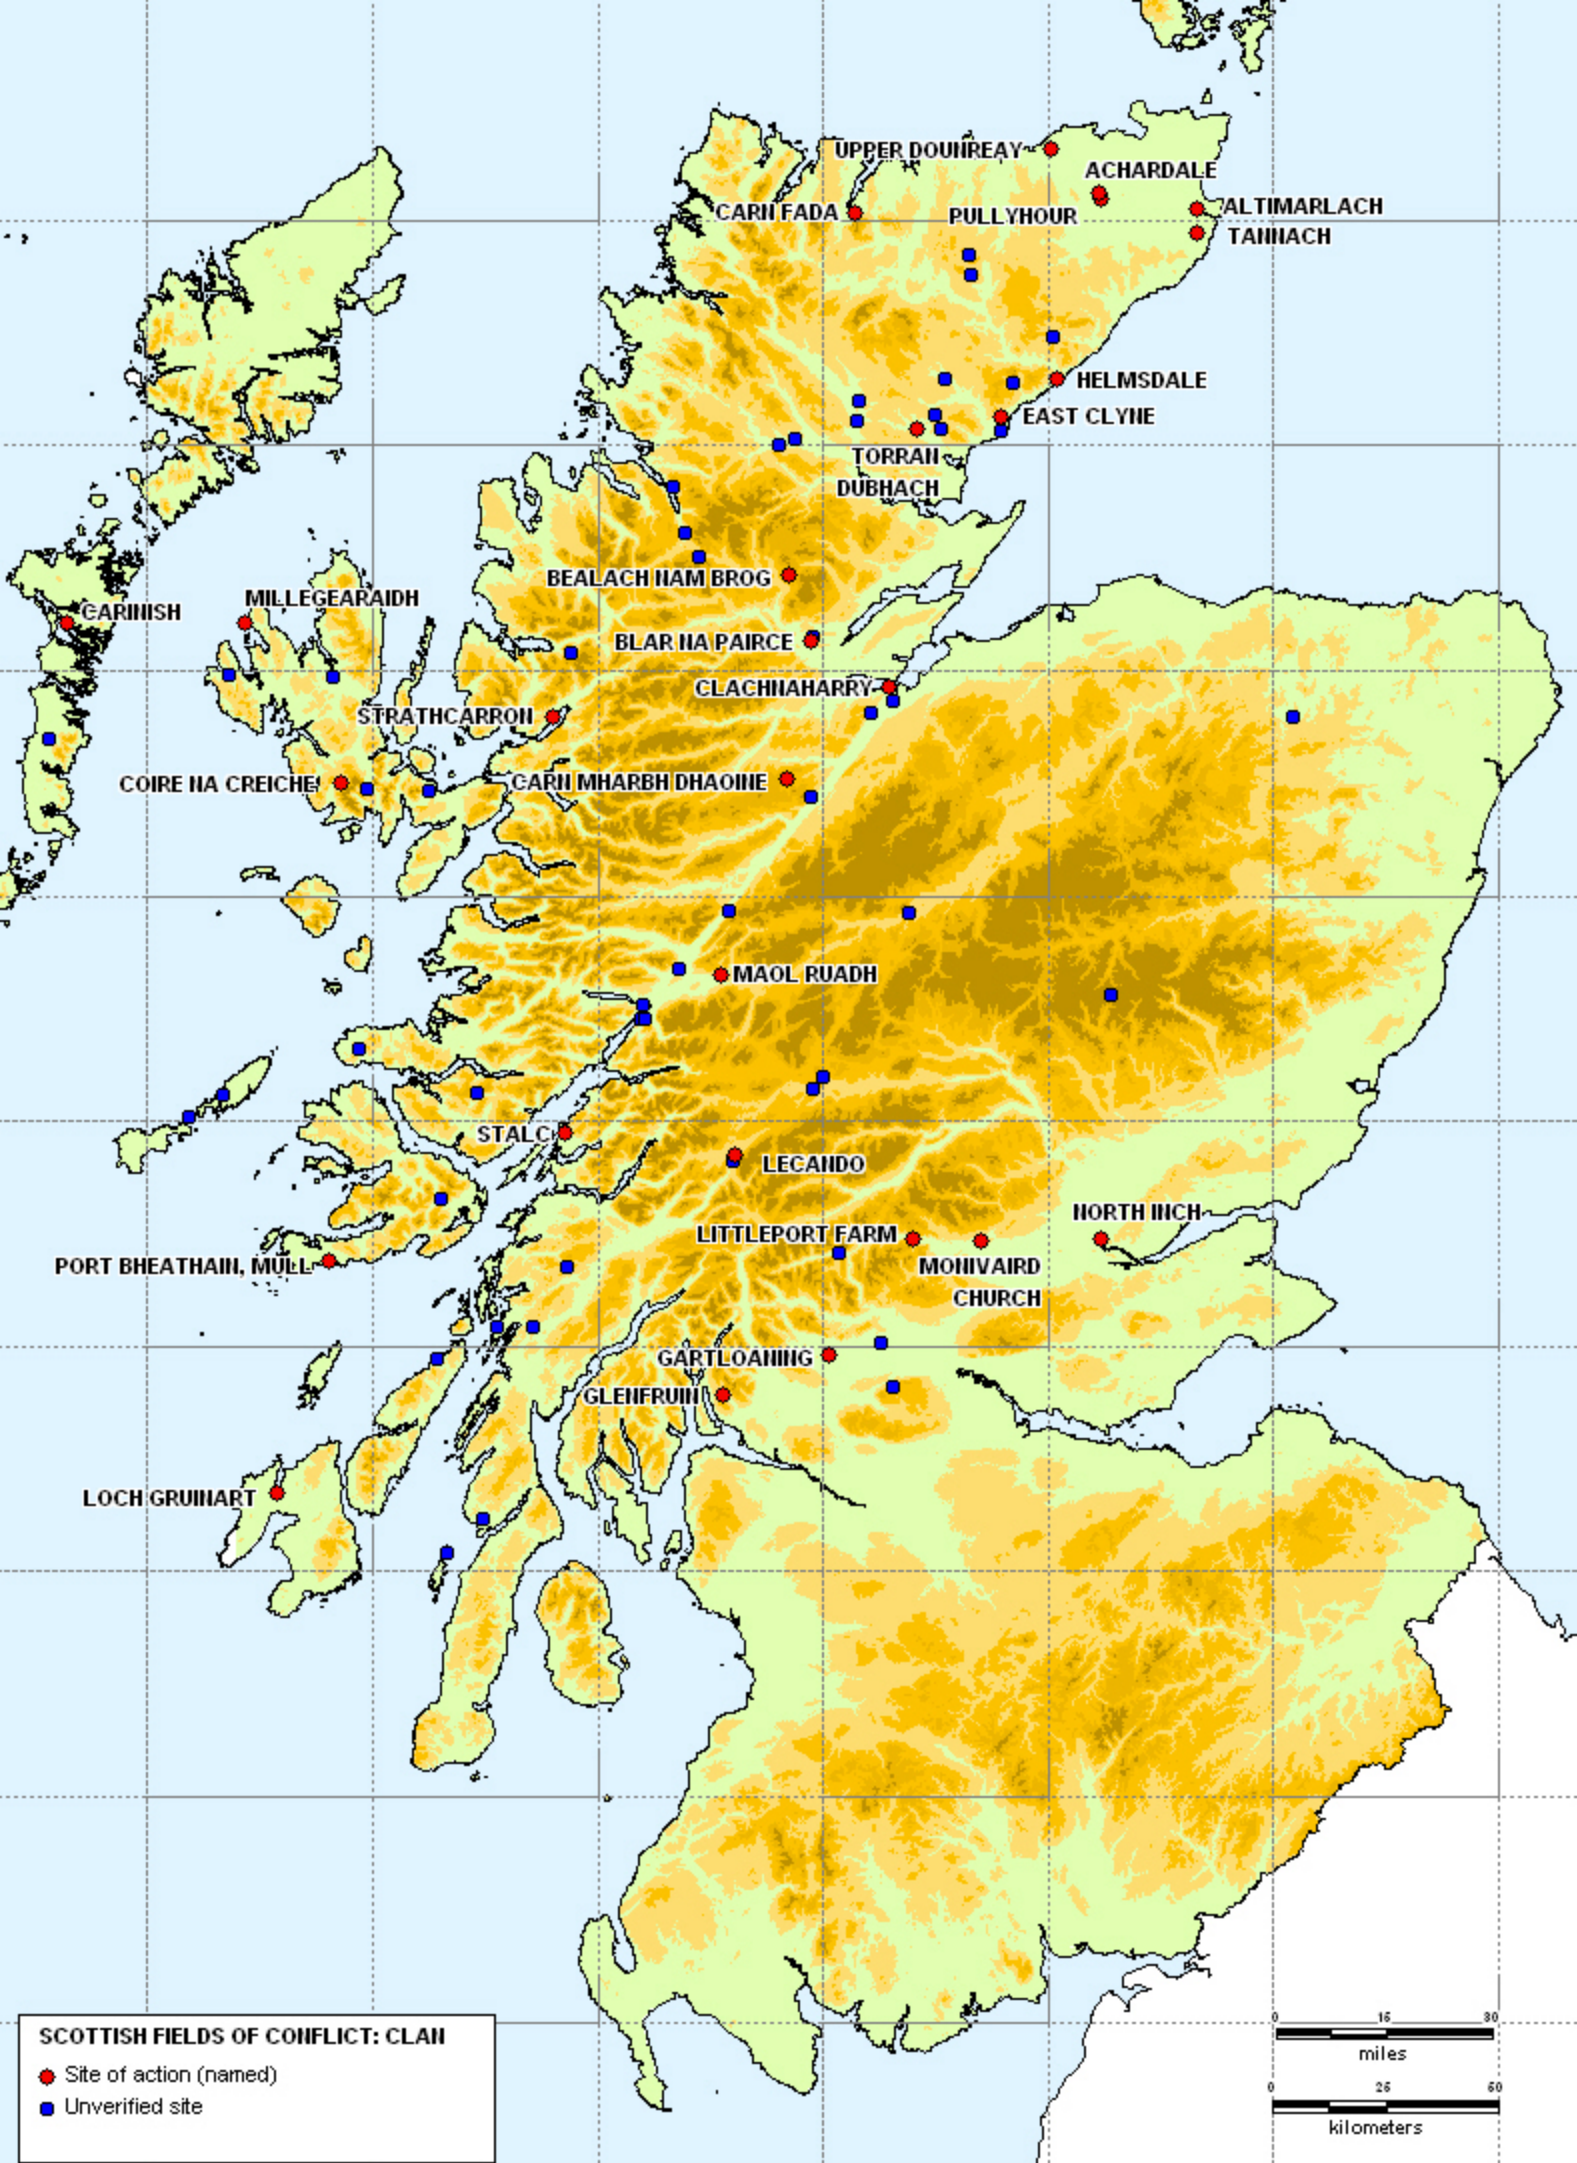 UPPER DOUNREAY
ACHARDALE
CARN FADA
PULLYHOUR
ALTIMARLACH
TANNACH
HELMSDALE
EAST CLYNE
TORRAN
DUBHACH
BEALACH NAM BROG
MILLEGEARAIDH
CARINISH
BLAR NA PAIRCE
CLACHNAHARRY
STRATHCARRON
COIRE NA CREICHE
CARN MHARBH DHAOINE
MAOL RUADH
STALC
LECANDO
NORTH INCH
LITTLEPORT FARM
PORT BHEATHAIN, MULL
MONIVAIRD
CHURCH
GARTLOANING
GLENFRUIN
LOCH GRUINART
SCOTTISH FIELDS OF CONFLICT: CLAN
Site of action (named)
Unverified site
0 15 30
miles
0 25 50
kilometers